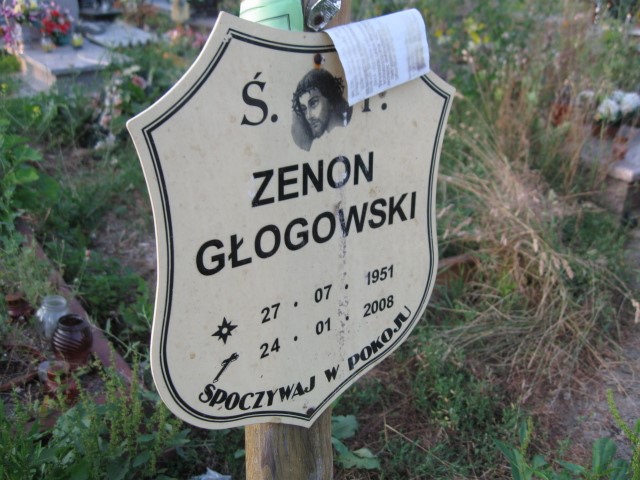 Ś. P.
ZENON
GŁOGOWSKI
27 · 07 · 1951
24 · 01 · 2008
SPOCZYWAJ W POKOJU